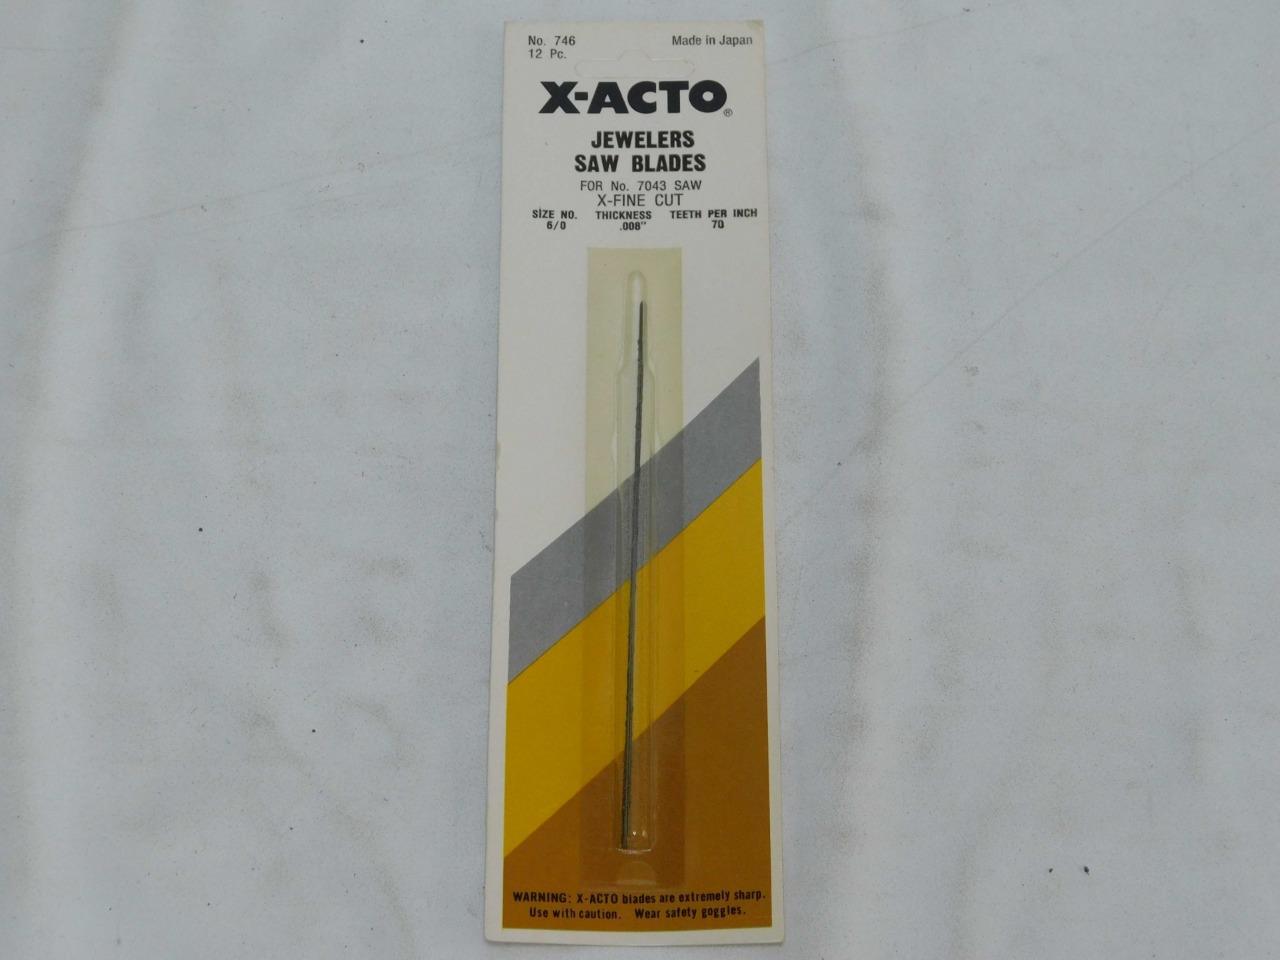 No. 746 Made in Japan
12 Pc.
X-ACTO®
JEWELERS
SAW BLADES
FOR No. 7043 SAW
X-FINE CUT
SIZE NO. THICKNESS TEETH PER INCH
6/0 .008" 70
WARNING: X-ACTO blades are extremely sharp.
Use with caution. Wear safety goggles.